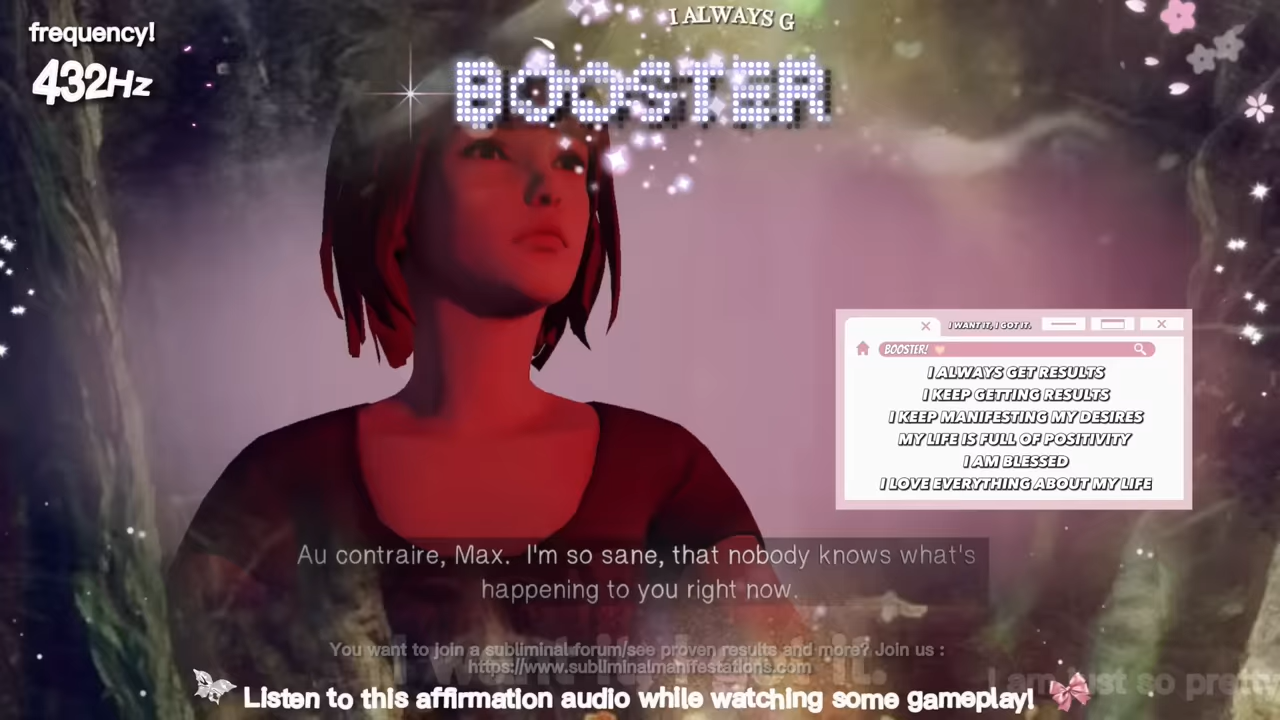 frequency!
432Hz
I ALWAYS G
BOOSTER
I WANT IT, I GOT IT.
BOOSTER!
I ALWAYS GET RESULTS
I KEEP GETTING RESULTS
I KEEP MANIFESTING MY DESIRES
MY LIFE IS FULL OF POSITIVITY
I AM BLESSED
I LOVE EVERYTHING ABOUT MY LIFE
Au contraire, Max. I'm so sane, that nobody knows what's
happening to you right now.
You want to join a subliminal forum/see proven results and more? Join us :
I want it, I got it.
https://www.subliminalmanifestations.com
I am just so pretty
Listen to this affirmation audio while watching some gameplay!